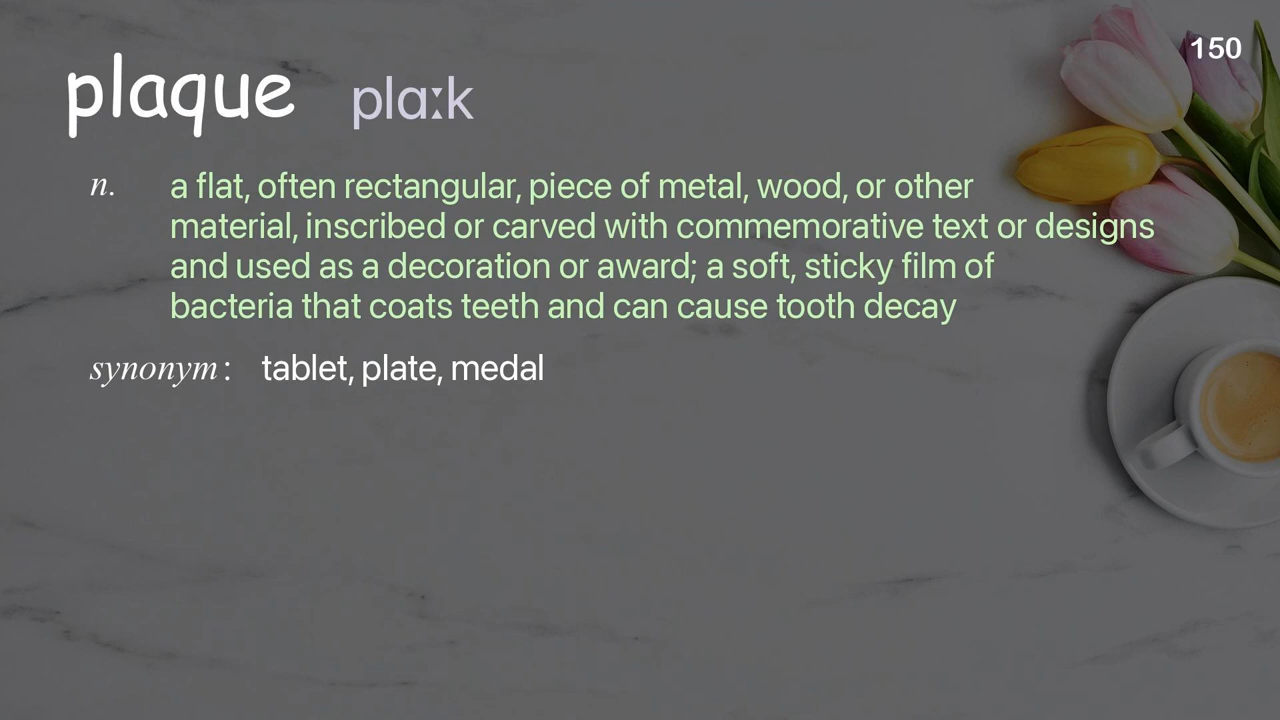 150
plaque plɑːk
n. a flat, often rectangular, piece of metal, wood, or other
material, inscribed or carved with commemorative text or designs
and used as a decoration or award; a soft, sticky film of
bacteria that coats teeth and can cause tooth decay
synonym: tablet, plate, medal